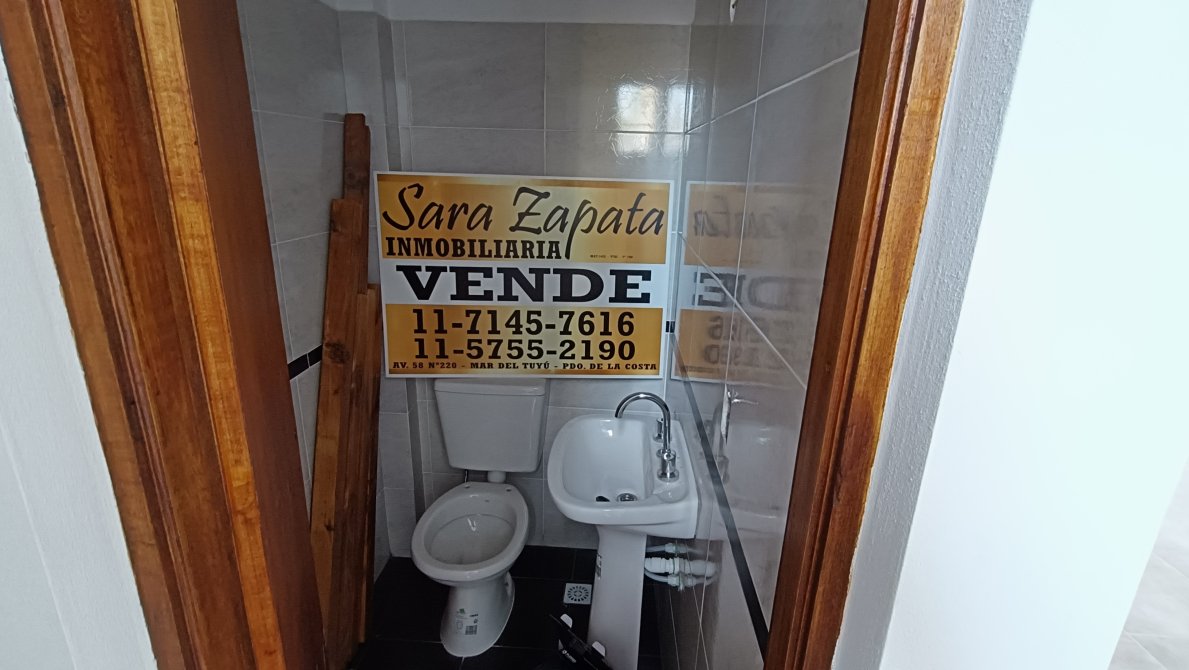 Sara Zapata
INMOBILIARIA
VENDE
11-7145-7616
11-5755-2190
AV. 58 N°220 - MAR DEL TUYÚ - PDO. DE LA COSTA